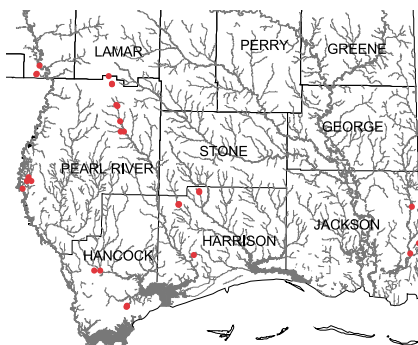 LAMAR
PERRY
GREENE
GEORGE
PEARL RIVER
STONE
JACKSON
HARRISON
HANCOCK